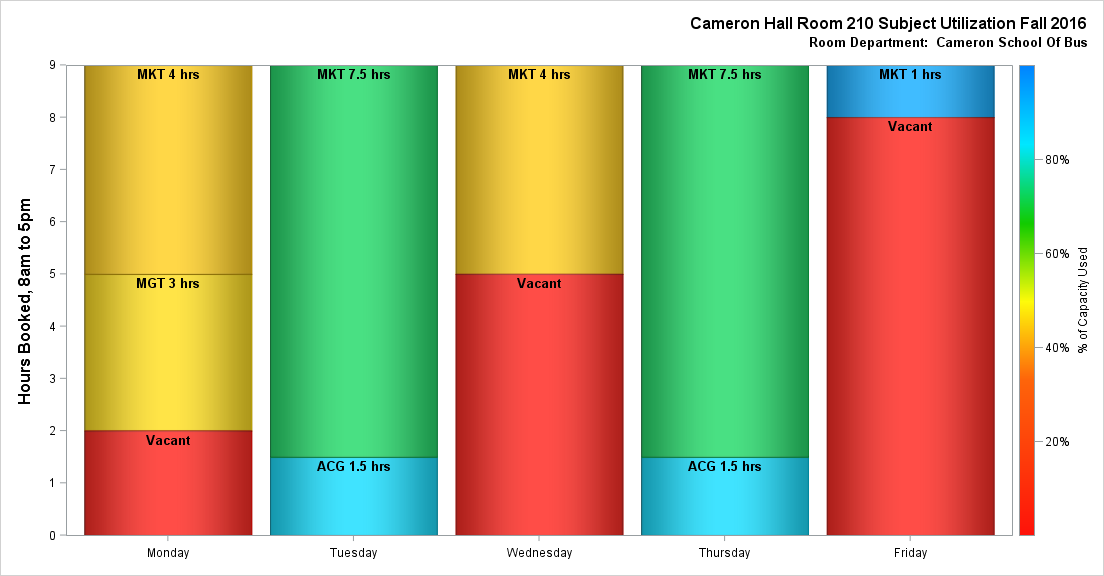 Cameron Hall Room 210 Subject Utilization Fall 2016
Room Department:  Cameron School Of Bus
Hours Booked, 8am to 5pm
9
8
7
6
5
4
3
2
1
0
MKT 4 hrs
MGT 3 hrs
Vacant
MKT 7.5 hrs
ACG 1.5 hrs
MKT 4 hrs
Vacant
MKT 7.5 hrs
ACG 1.5 hrs
MKT 1 hrs
Vacant
Monday
Tuesday
Wednesday
Thursday
Friday
80%
60%
40%
20%
% of Capacity Used